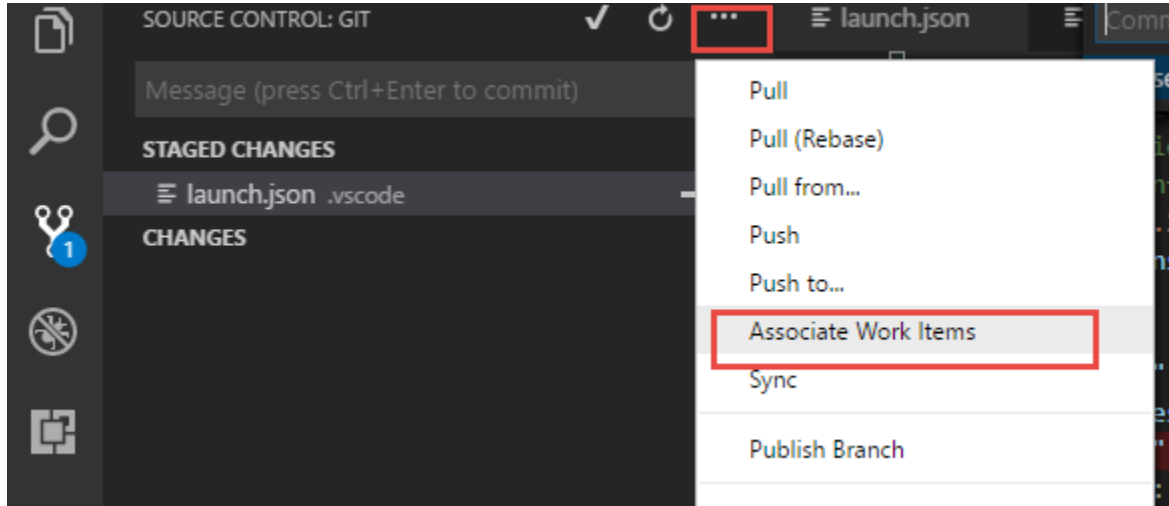 SOURCE CONTROL: GIT
launch.json
Message (press Ctrl+Enter to commit)
STAGED CHANGES
launch.json .vscode
CHANGES
1
Pull
Pull (Rebase)
Pull from...
Push
Push to...
Associate Work Items
Sync
Publish Branch